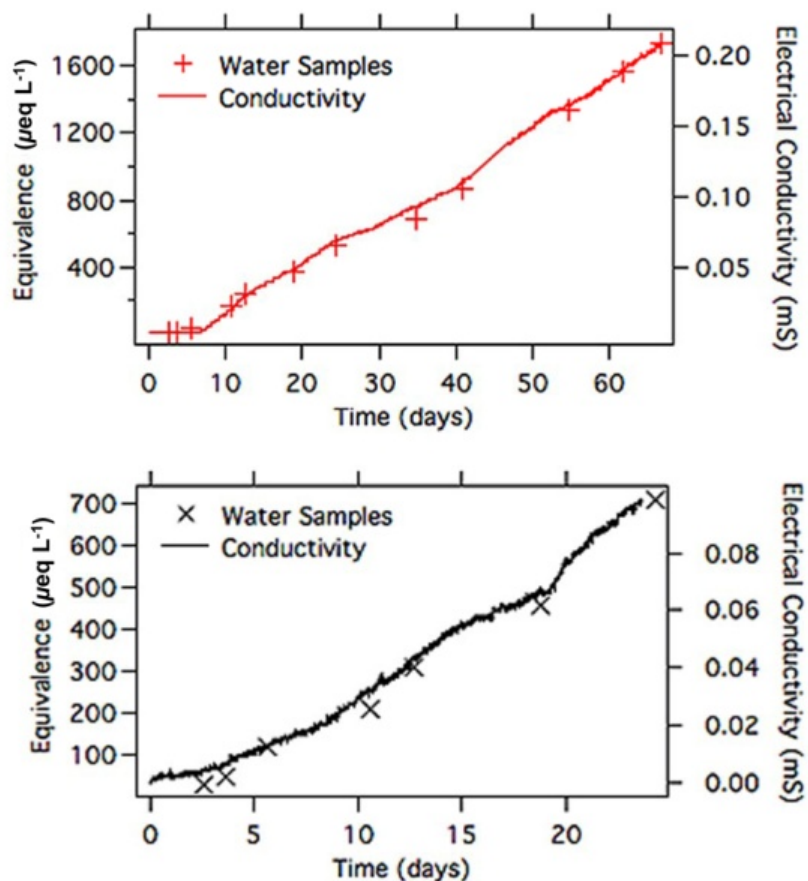 Equivalence (µeq L-1)
1600
1200
800
400
Water Samples
Conductivity
0.20
0.15
0.10
0.05
Electrical Conductivity (mS)
0 10 20 30 40 50 60
Time (days)
Equivalence (µeq L-1)
700
600
500
400
300
200
100
Water Samples
Conductivity
0.08
0.06
0.04
0.02
0.00
Electrical Conductivity (mS)
0 5 10 15 20
Time (days)